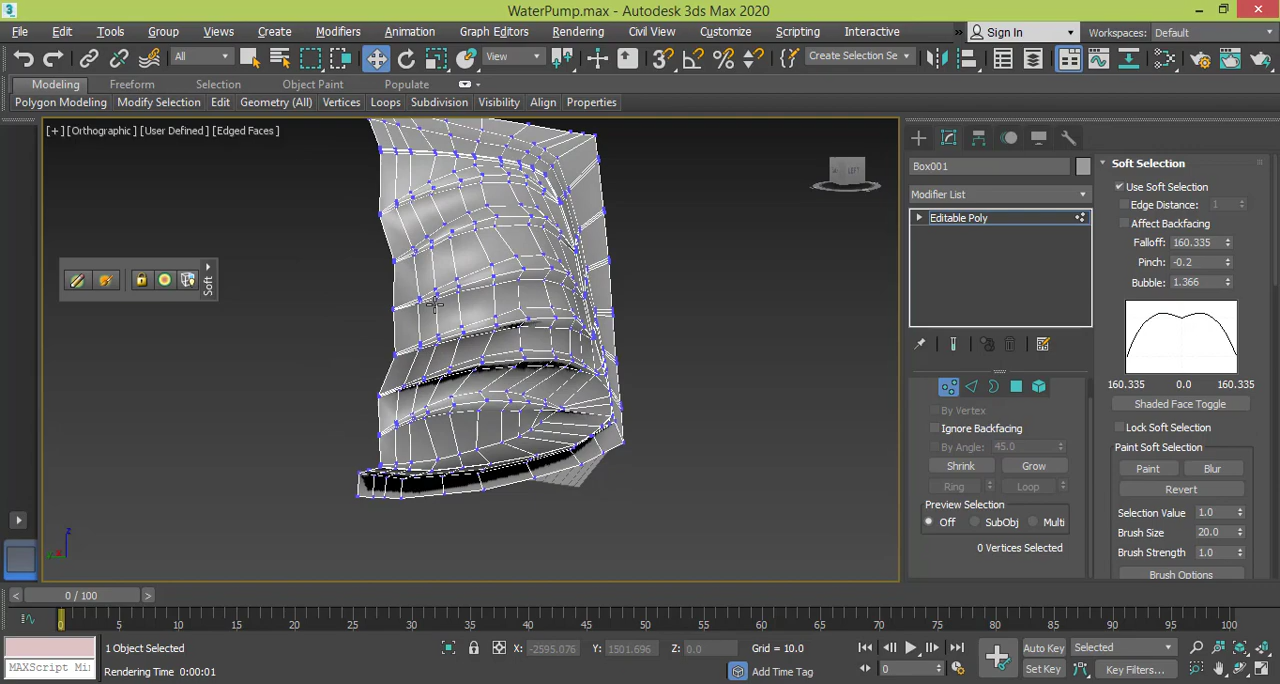 WaterPump.max - Autodesk 3ds Max 2020
File Edit Tools Group Views Create Modifiers Animation Graph Editors Rendering Civil View Customize Scripting Interactive » Sign In Workspaces: Default
All View Create Selection Se
Modeling Freeform Selection Object Paint Populate
Polygon Modeling Modify Selection Edit Geometry (All) Vertices Loops Subdivision Visibility Align Properties
[+] [Orthographic] [User Defined] [Edged Faces]
LEFT
Soft
Box001
Modifier List
Editable Poly
By Vertex
Ignore Backfacing
By Angle: 45.0
Shrink Grow
Ring Loop
Preview Selection
Off SubObj Multi
0 Vertices Selected
Soft Selection
Use Soft Selection
Edge Distance: 1
Affect Backfacing
Falloff: 160.335
Pinch: -0.2
Bubble: 1.366
160.335 0.0 160.335
Shaded Face Toggle
Lock Soft Selection
Paint Soft Selection
Paint Blur
Revert
Selection Value 1.0
Brush Size 20.0
Brush Strength 1.0
Brush Options
z
< 0 / 100 >
0 5 10 15 20 25 30 35 40 45 50 55 60 65 70 75 80 85 90 95 100
1 Object Selected X: -2595.076 Y: 1501.696 Z: 0.0 Grid = 10.0 Auto Key Selected
MAXScript Mi Rendering Time 0:00:01 Add Time Tag 0 Set Key Key Filters...